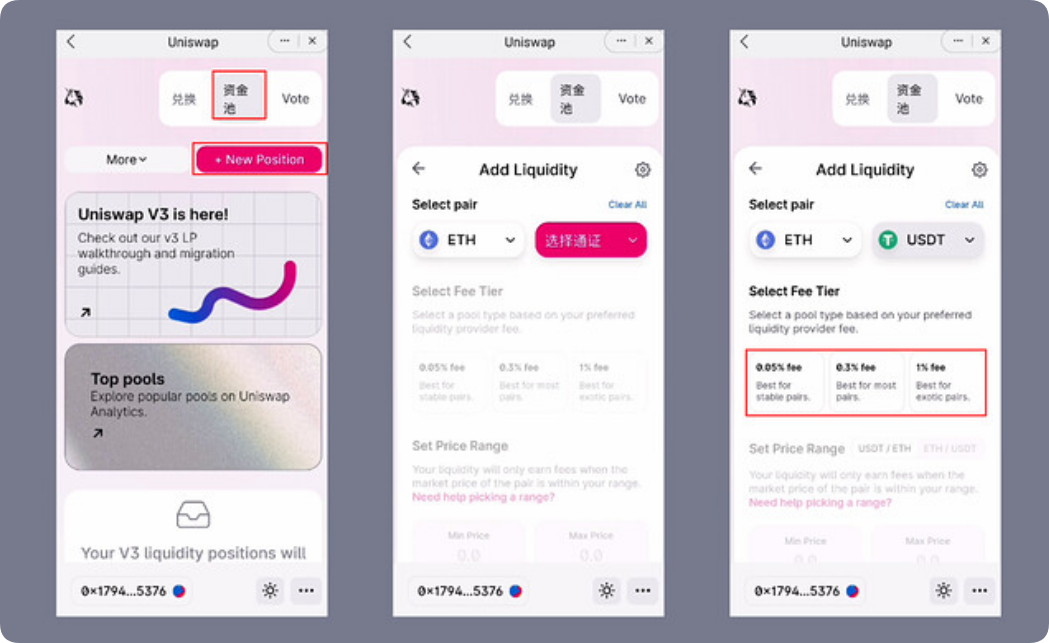 Uniswap
兑换
资金
池
Vote
More
+ New Position
Uniswap V3 is here!
Check out our v3 LP
walkthrough and migration
guides.
Top pools
Explore popular pools on Uniswap
Analytics.
Your V3 liquidity positions will
0×1794...5376
Uniswap
兑换
资金
池
Vote
Add Liquidity
Select pair
Clear All
ETH
选择通证
Select Fee Tier
Select a pool type based on your preferred
liquidity provider fee.
0.05% fee
Best for
stable pairs.
0.3% fee
Best for most
pairs.
1% fee
Best for
exotic pairs.
Set Price Range
Your liquidity will only earn fees when the
market price of the pair is within your range.
Need help picking a range?
Min Price
0.0
Max Price
0.0
0×1794...5376
Uniswap
兑换
资金
池
Vote
Add Liquidity
Select pair
Clear All
ETH
USDT
Select Fee Tier
Select a pool type based on your preferred
liquidity provider fee.
0.05% fee
Best for
stable pairs.
0.3% fee
Best for most
pairs.
1% fee
Best for
exotic pairs.
Set Price Range
USDT / ETH
ETH / USDT
Your liquidity will only earn fees when the
market price of the pair is within your range.
Need help picking a range?
Min Price
0.0
Max Price
0.0
0×1794...5376